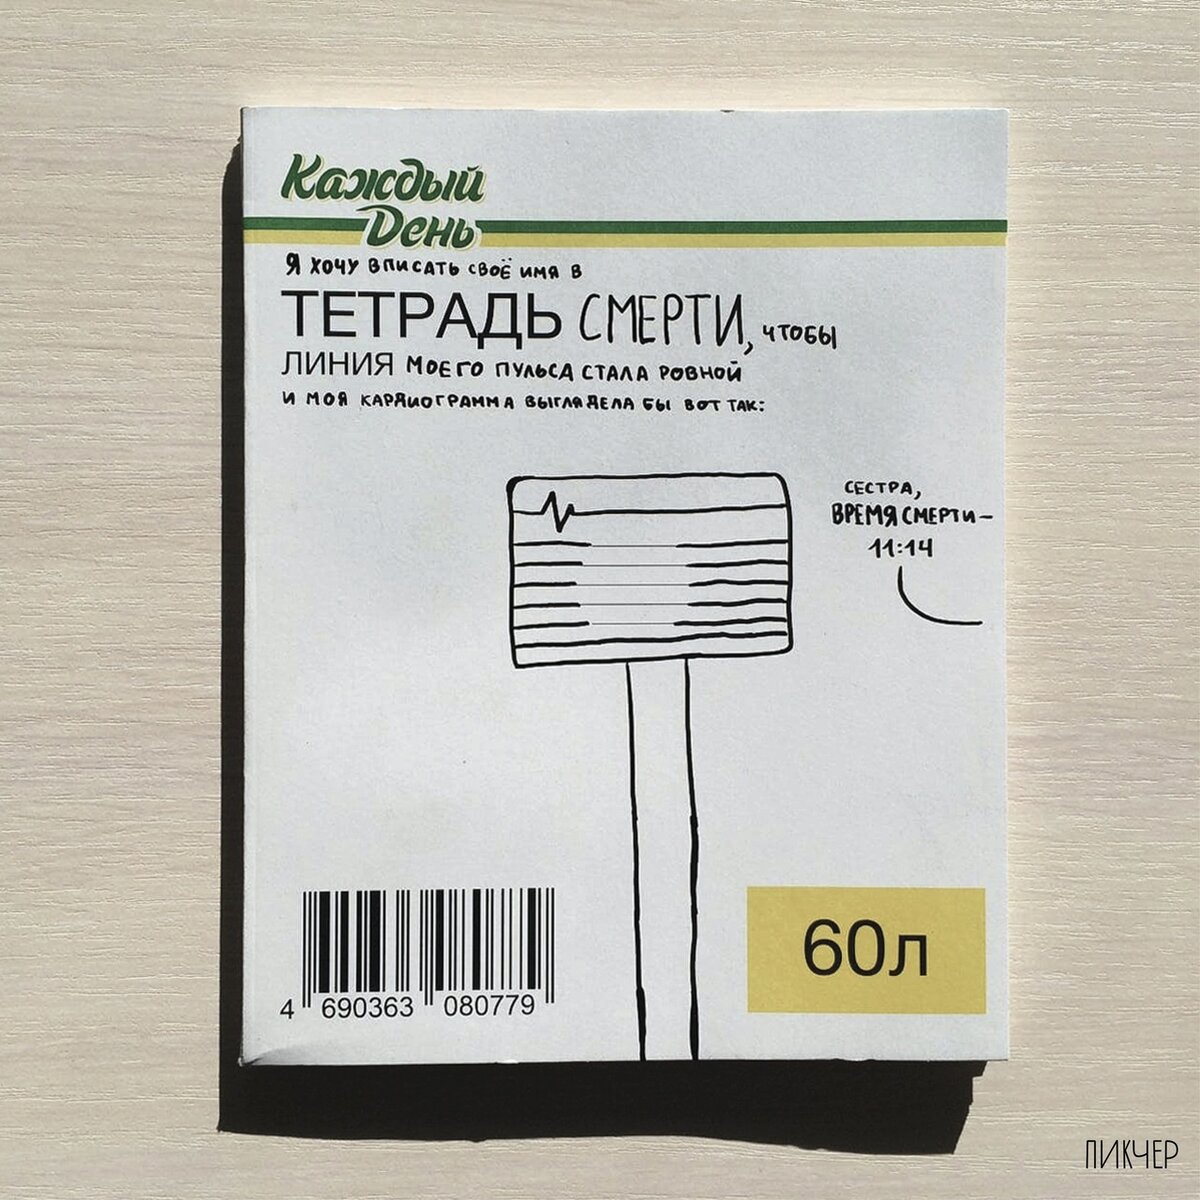 Каждый
День
Я ХОЧУ ВПИСАТЬ СВОЁ ИМЯ В
ТЕТРАДЬ СМЕРТИ, ЧТОБЫ
ЛИНИЯ МОЕГО ПУЛЬСА СТАЛА РОВНОЙ
И МОЯ КАРДИОГРАММА ВЫГЛЯДЕЛА БЫ ВОТ ТАК:
СЕСТРА,
ВРЕМЯ СМЕРТИ –
11:14
4 690363 080779
60л
ПИКЧЕР